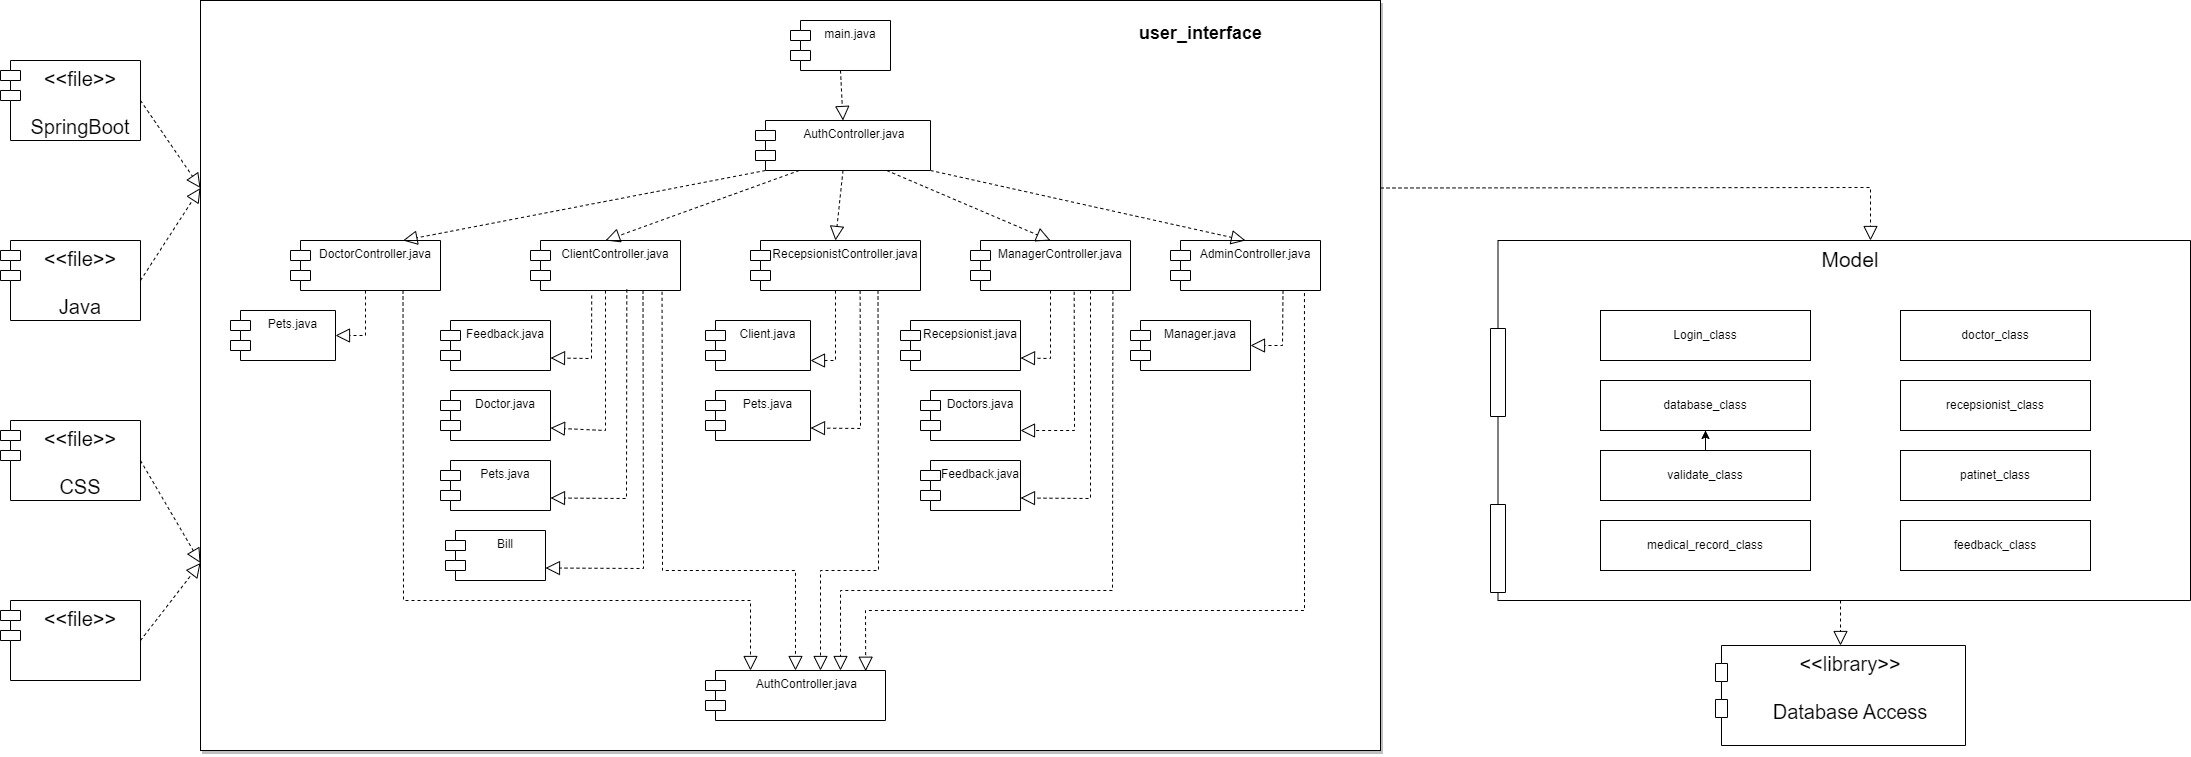 user_interface
main.java
<<file>>
SpringBoot
AuthController.java
<<file>>
Java
DoctorController.java
ClientController.java
RecepsionistController.java
ManagerController.java
AdminController.java
Pets.java
Feedback.java
Client.java
Recepsionist.java
Manager.java
Doctor.java
Pets.java
Doctors.java
<<file>>
CSS
Pets.java
Feedback.java
Bill
<<file>>
AuthController.java
Model
Login_class
doctor_class
database_class
recepsionist_class
validate_class
patinet_class
medical_record_class
feedback_class
<<library>>
Database Access